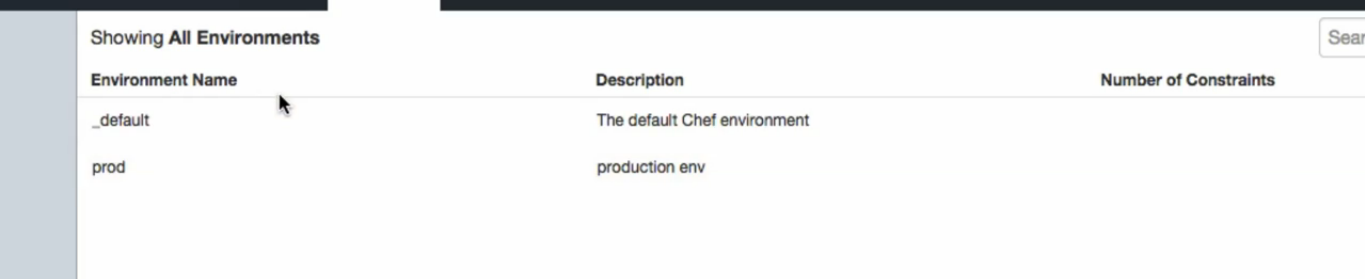 Showing All Environments
Environment Name Description Number of Constraints
_default The default Chef environment
prod production env